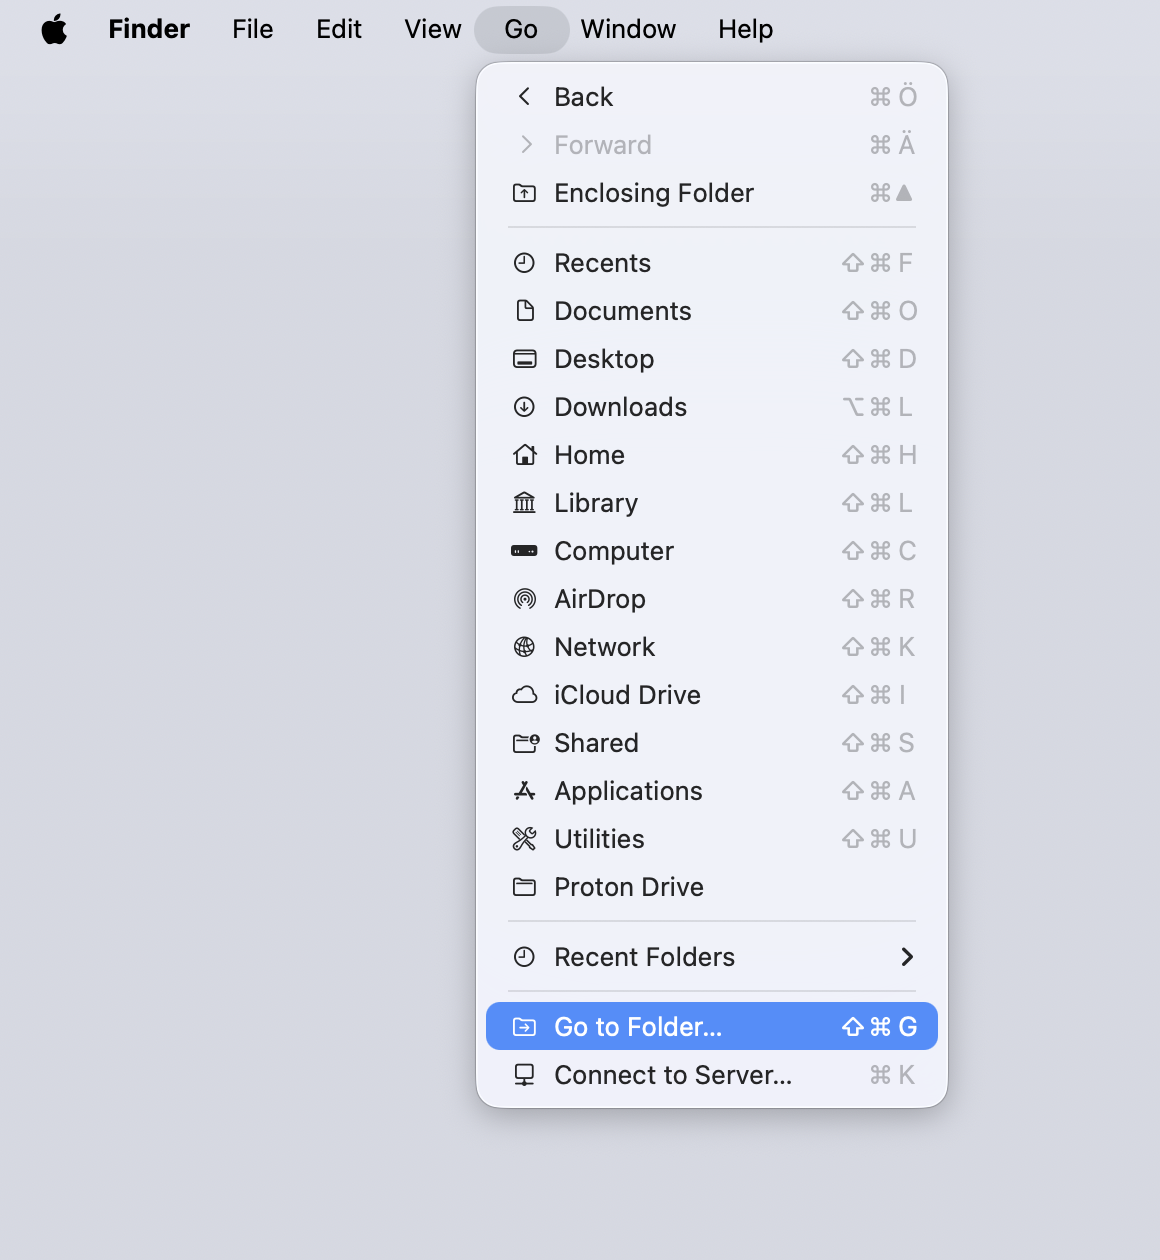 Finder File Edit View Go Window Help
Back ⌘ Ö
Forward ⌘ Ä
Enclosing Folder ⌘▲
Recents ⇧⌘ F
Documents ⇧⌘ O
Desktop ⇧⌘ D
Downloads ⌥⌘ L
Home ⇧⌘ H
Library ⇧⌘ L
Computer ⇧⌘ C
AirDrop ⇧⌘ R
Network ⇧⌘ K
iCloud Drive ⇧⌘ I
Shared ⇧⌘ S
Applications ⇧⌘ A
Utilities ⇧⌘ U
Proton Drive
Recent Folders
Go to Folder... ⇧⌘ G
Connect to Server... ⌘ K